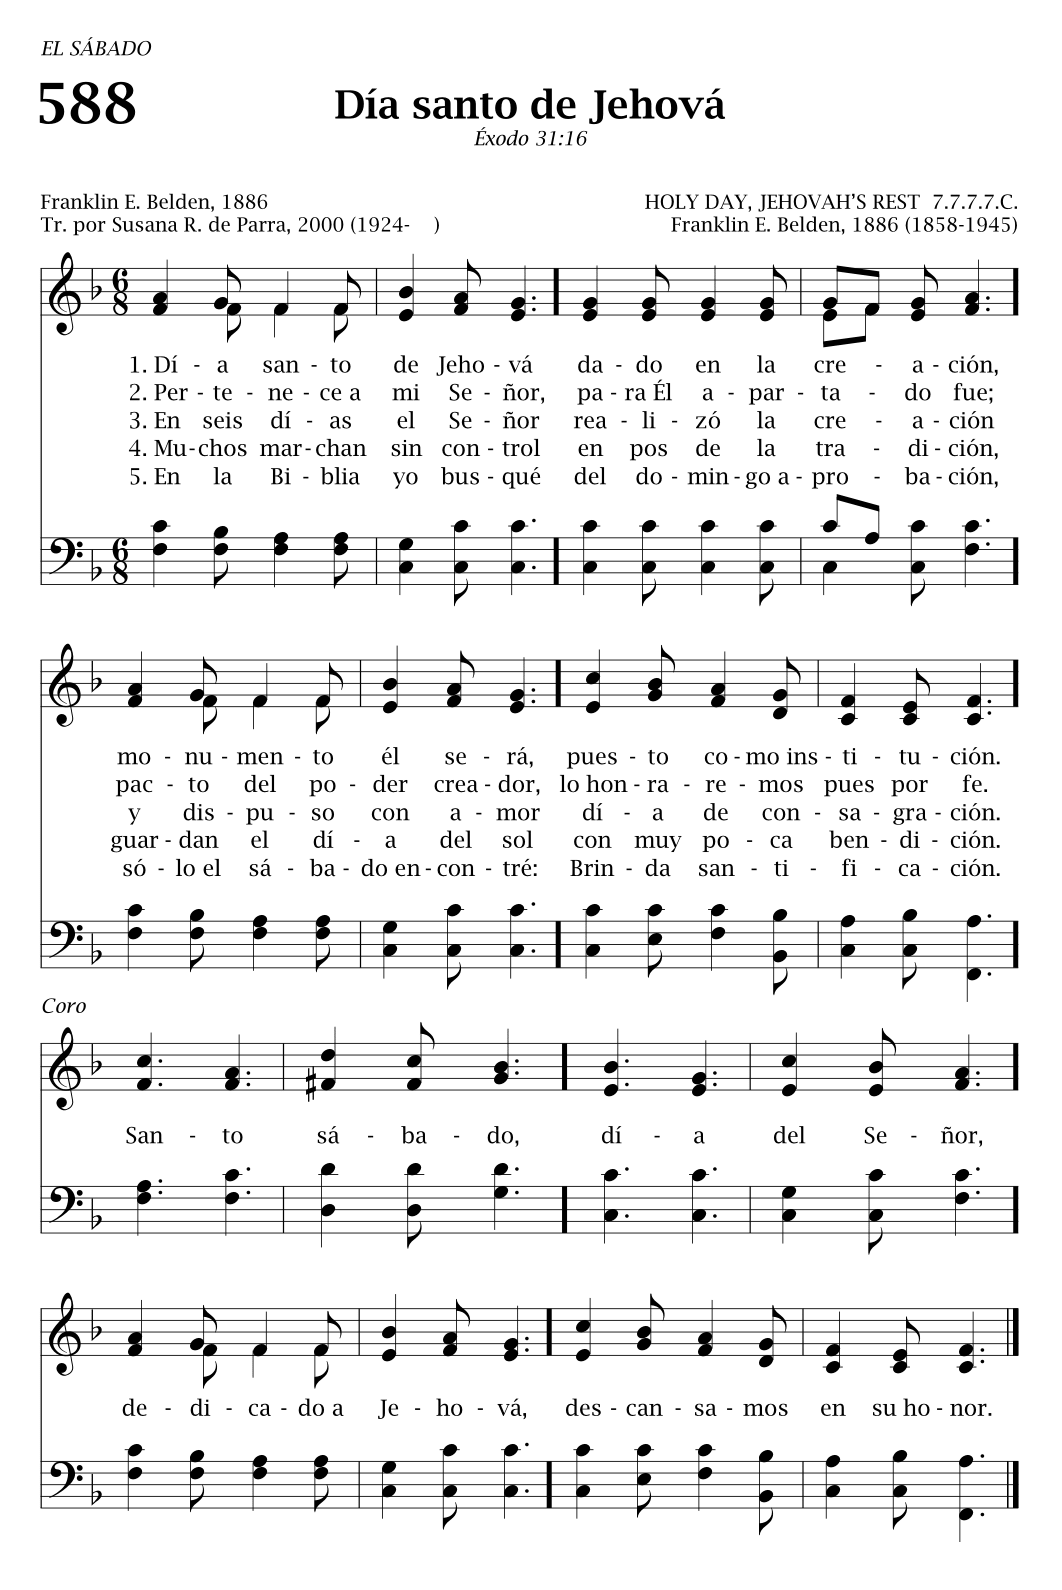 EL SÁBADO
588
Día santo de Jehová
Éxodo 31:16
Franklin E. Belden, 1886
HOLY DAY, JEHOVAH'S REST 7.7.7.7.C.
Tr. por Susana R. de Parra, 2000 (1924- )
Franklin E. Belden, 1886 (1858-1945)
6 8
1. Dí - a san - to de Jeho - vá da - do en la cre - a - ción,
2. Per - te - ne - ce a mi Se - ñor, pa - ra Él a - par - ta - do fue;
3. En seis dí - as el Se - ñor rea - li - zó la cre - a - ción
4. Mu - chos mar - chan sin con - trol en pos de la tra - di - ción,
5. En la Bi - blia yo bus - qué del do - min - go a - pro - ba - ción,
6 8
mo - nu - men - to él se - rá, pues - to co - mo ins - ti - tu - ción.
pac - to del po - der crea - dor, lo hon - ra - re - mos pues por fe.
y dis - pu - so con a - mor dí - a de con - sa - gra - ción.
guar - dan el dí - a del sol con muy po - ca ben - di - ción.
só - lo el sá - ba - do en - con - tré: Brin - da san - ti - fi - ca - ción.
Coro
San - to sá - ba - do, dí - a del Se - ñor,
de - di - ca - do a Je - ho - vá, des - can - sa - mos en su ho - nor.